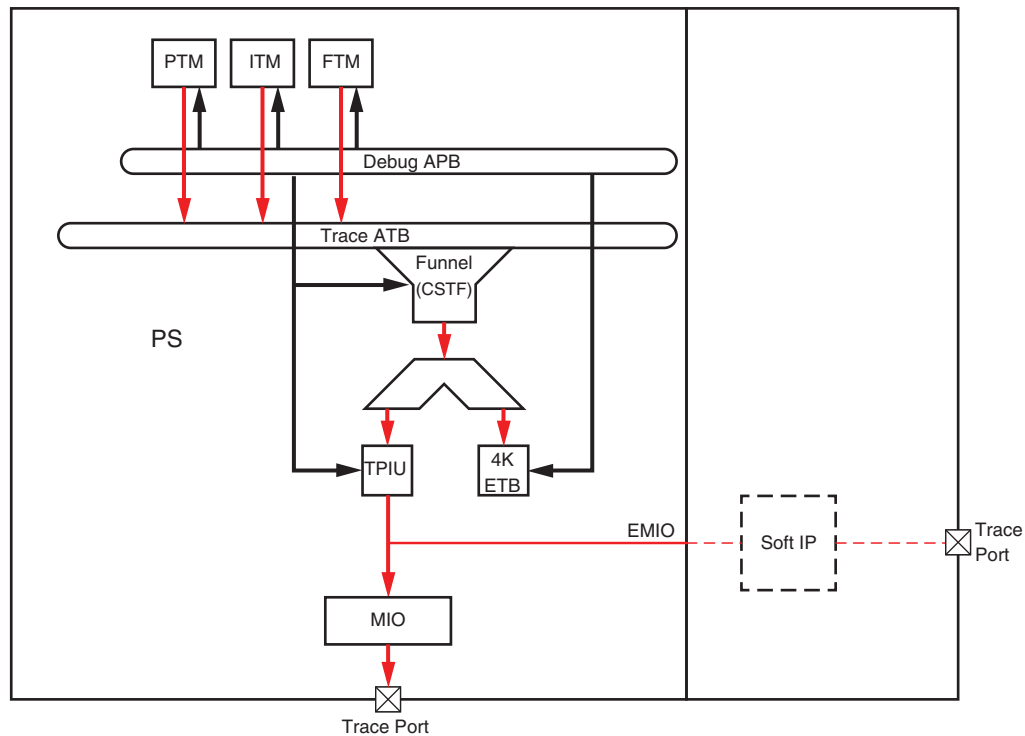 PTM
ITM
FTM
Debug APB
Trace ATB
Funnel
(CSTF)
PS
TPIU
4K
ETB
EMIO
Soft IP
Trace
Port
MIO
Trace Port